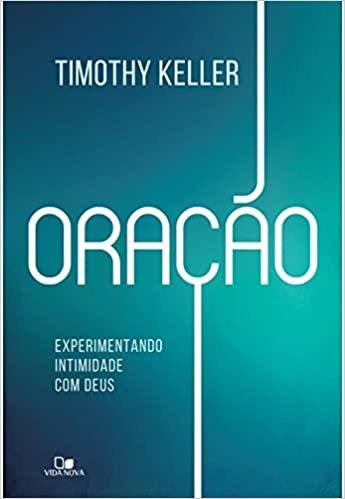 TIMOTHY KELLER
ORAÇÃO
EXPERIMENTANDO
INTIMIDADE
COM DEUS
VIDA NOVA